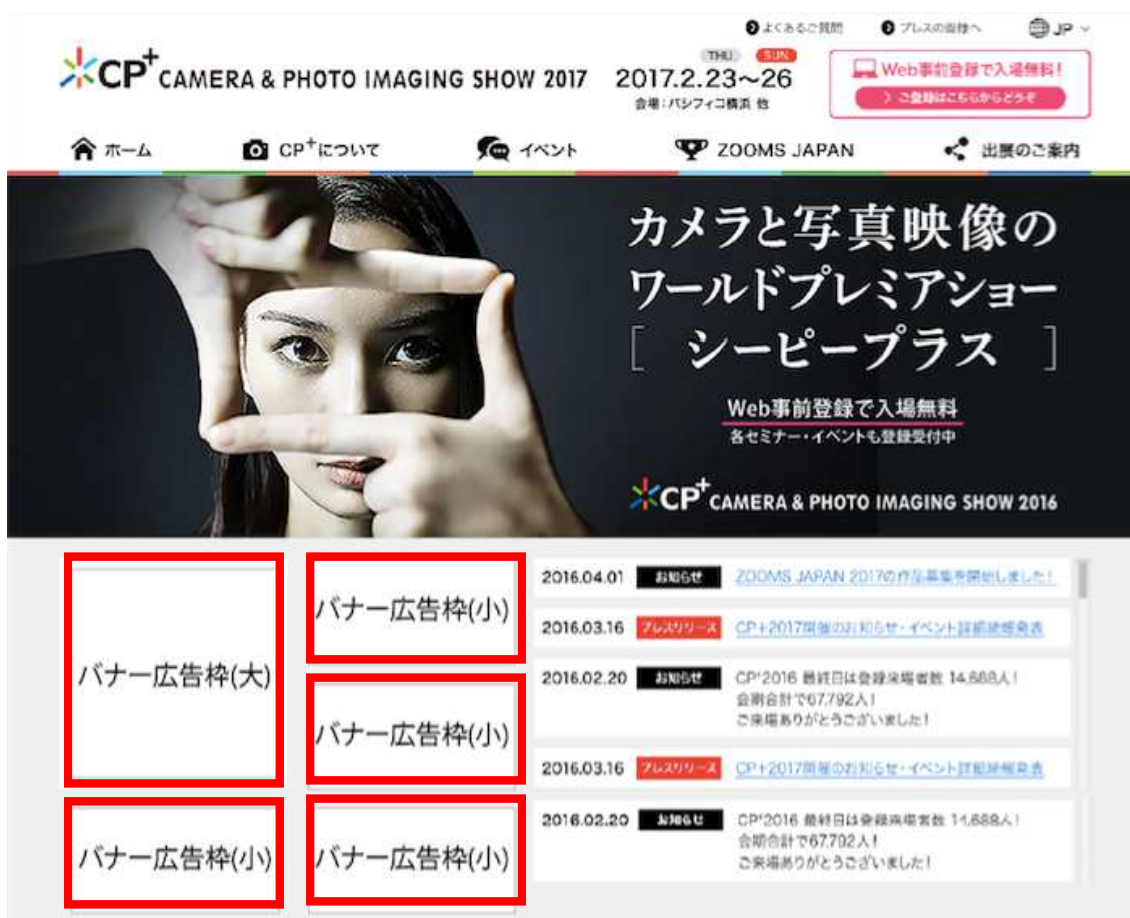 よくあるご質問 プレスの皆様へ JP
CP+ CAMERA & PHOTO IMAGING SHOW 2017
THU SUN
2017.2.23〜26
会場:パシフィコ横浜 他
Web事前登録で入場無料!
ご登録はこちらからどうぞ
ホーム CP+について イベント ZOOMS JAPAN 出展のご案内
カメラと写真映像の
ワールドプレミアショー
[ シーピープラス ]
Web事前登録で入場無料
各セミナー・イベントも登録受付中
CP+ CAMERA & PHOTO IMAGING SHOW 2016
バナー広告枠(大)
バナー広告枠(小)
バナー広告枠(小)
バナー広告枠(小)
バナー広告枠(小)
2016.04.01 お知らせ ZOOMS JAPAN 2017の作品募集を開始しました!
2016.03.16 プレスリリース CP+2017開催のお知らせ・イベント詳細続報発表
2016.02.20 お知らせ CP+2016 最終日は登録来場者数 14,688人!
会期合計で67,792人!
ご来場ありがとうございました!
2016.03.16 プレスリリース CP+2017開催のお知らせ・イベント詳細続報発表
2016.02.20 お知らせ CP+2016 最終日は登録来場者数 14,688人!
会期合計で67,792人!
ご来場ありがとうございました!